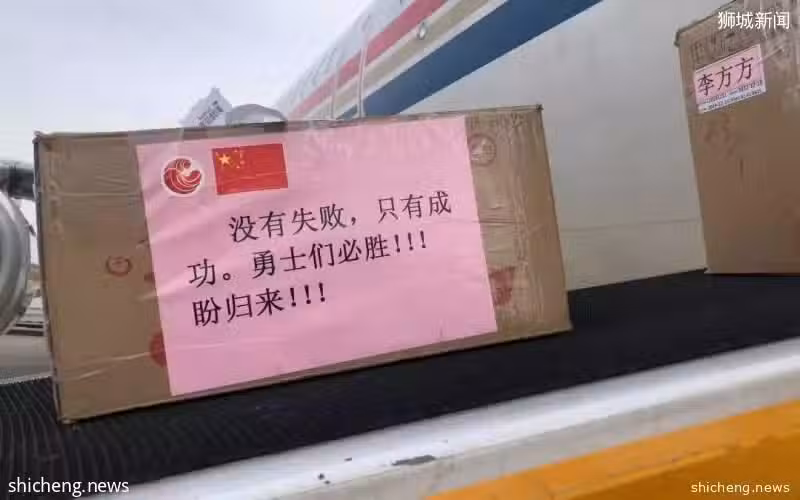 狮城新闻
李方方
没有失败，只有成
功。勇士们必胜!!!
盼归来!!!
shicheng.news
shicheng.news